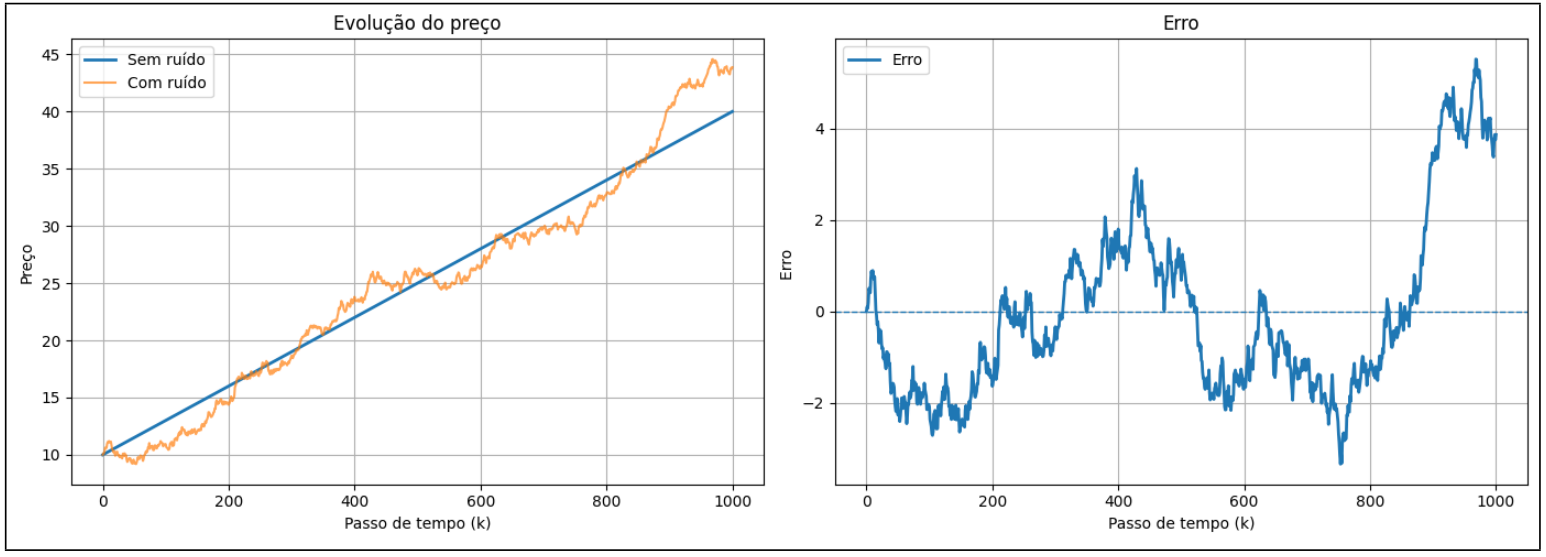 Evolução do preço
Sem ruído
Com ruído
45
40
35
30
25
20
15
10
Preço
0
200
400
600
800
1000
Passo de tempo (k)
Erro
Erro
4
2
0
−2
Erro
0
200
400
600
800
1000
Passo de tempo (k)